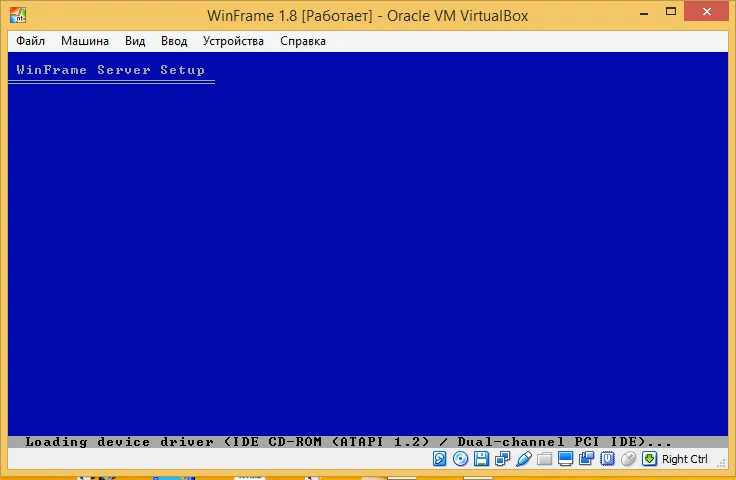 WinFrame 1.8 [Работает] - Oracle VM VirtualBox
Файл Машина Вид Ввод Устройства Справка
WinFrame Server Setup
Loading device driver (IDE CD-ROM (ATAPI 1.2) / Dual-channel PCI IDE)...
Right Ctrl